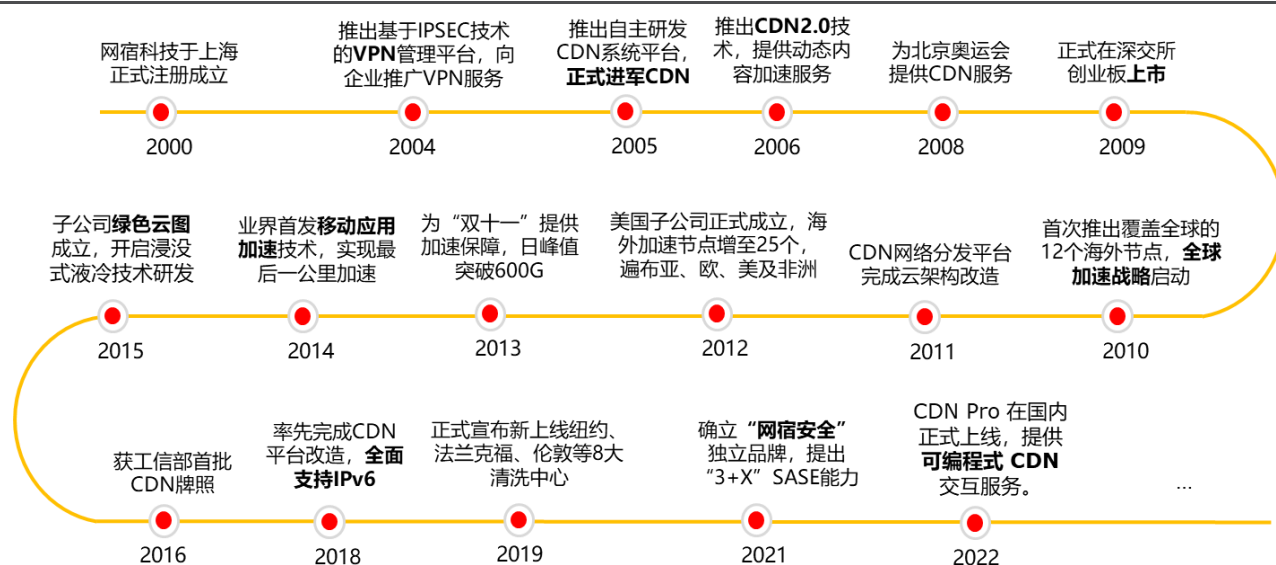 网宿科技于上海
正式注册成立
2000
推出基于IPSEC技术
的VPN管理平台，向
企业推广VPN服务
2004
推出自主研发
CDN系统平台，
正式进军CDN
2005
推出CDN2.0技
术，提供动态内
容加速服务
2006
为北京奥运会
提供CDN服务
2008
正式在深交所
创业板上市
2009
首次推出覆盖全球的
12个海外节点，全球
加速战略启动
2010
CDN网络分发平台
完成云架构改造
2011
美国子公司正式成立，海
外加速节点增至25个，
遍布亚、欧、美及非洲
2012
为“双十一”提供
加速保障，日峰值
突破600G
2013
业界首发移动应用
加速技术，实现最
后一公里加速
2014
子公司绿色云图
成立，开启浸没
式液冷技术研发
2015
获工信部首批
CDN牌照
2016
率先完成CDN
平台改造，全面
支持IPv6
2018
正式宣布新上线纽约、
法兰克福、伦敦等8大
清洗中心
2019
确立“网宿安全”
独立品牌，提出
“3+X”SASE能力
2021
CDN Pro 在国内
正式上线，提供
可编程式 CDN
交互服务。
2022
...